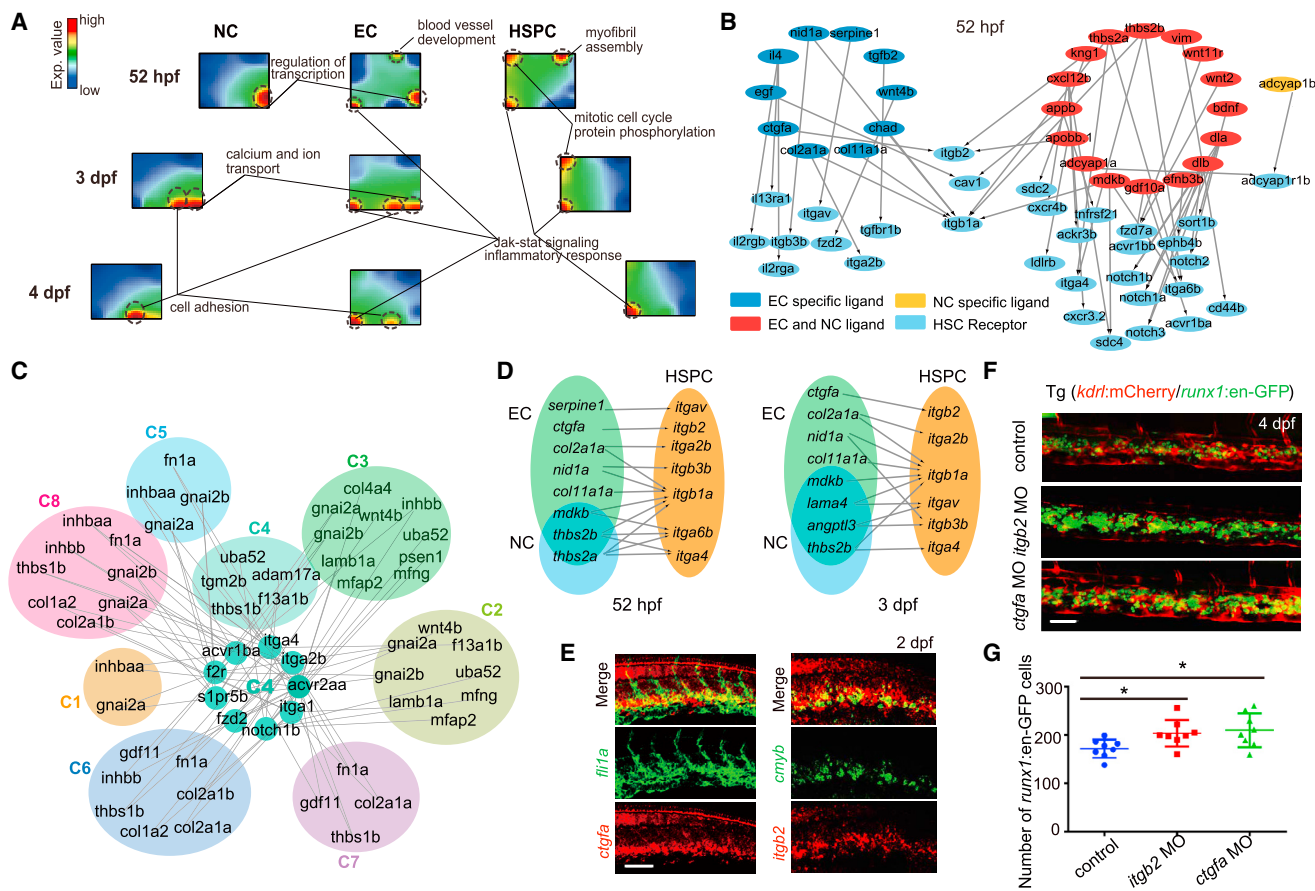 A
high
Exp. value
low
NC
EC
HSPC
blood vessel
development
myofibril
assembly
52 hpf
regulation of
transcription
mitotic cell cycle
protein phosphorylation
3 dpf
calcium and ion
transport
Jak-stat signaling
inflammatory response
4 dpf
cell adhesion
B
52 hpf
nid1a
serpine1
il4
tgfb2
egf
wnt4b
ctgfa
chad
col2a1a
col11a1a
il13ra1
itgav
tgfbr1b
il2rgb
itgb3b
fzd2
il2rga
itga2b
itgb2
cav1
itgb1a
thbs2b
thbs2a
vim
kng1
wnt11r
cxcl12b
wnt2
appb
bdnf
apobb.1
dla
adcyap1a
dlb
mdkb
efnb3b
gdf10a
adcyap1b
adcyap1r1b
sdc2
cxcr4b
tnfrsf21
sort1b
ackr3b
fzd7a
acvr1bb
ephb4b
ldlrb
notch2
itga4
notch1b
itga6b
notch1a
cd44b
cxcr3.2
acvr1ba
notch3
sdc4
EC specific ligand
NC specific ligand
EC and NC ligand
HSC Receptor
C
C5
fn1a
inhbaa
gnai2b
gnai2a
C8
inhbaa
inhbb
fn1a
thbs1b
gnai2b
col1a2
gnai2a
col2a1b
C4
uba52
tgm2b
adam17a
thbs1b
f13a1b
C3
col4a4
gnai2a
inhbb
wnt4b
gnai2b
uba52
lamb1a
psen1
mfap2
mfng
C2
wnt4b
gnai2a
f13a1b
gnai2b
uba52
lamb1a
mfng
mfap2
C1
inhbaa
gnai2a
acvr1ba
itga4
f2r
itga2b
s1pr5b
C4
acvr2aa
fzd2
itga1
notch1b
C6
gdf11
fn1a
inhbb
col2a1b
thbs1b
col1a2
col2a1a
C7
fn1a
gdf11
col2a1a
thbs1b
D
EC
HSPC
serpine1
ctgfa
col2a1a
nid1a
col11a1a
mdkb
thbs2b
thbs2a
NC
itgav
itgb2
itga2b
itgb3b
itgb1a
itga6b
itga4
52 hpf
EC
HSPC
ctgfa
col2a1a
nid1a
col11a1a
mdkb
lama4
angptl3
thbs2b
NC
itgb2
itga2b
itgb1a
itgav
itgb3b
itga4
3 dpf
E
2 dpf
Merge
fli1a
ctgfa
Merge
cmyb
itgb2
F
Tg (kdrl:mCherry/runx1:en-GFP)
4 dpf
control
itgb2 MO
ctgfa MO
G
Number of runx1:en-GFP cells
300
200
100
0
*
*
control
itgb2 MO
ctgfa MO